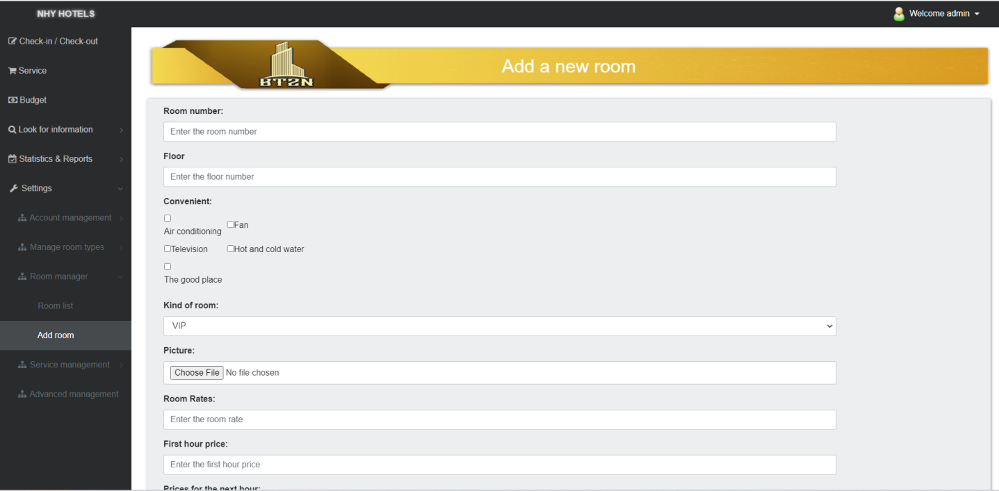 NHY HOTELS
Welcome admin
Check-in / Check-out
Service
Budget
Look for information
Statistics & Reports
Settings
Account management
Manage room types
Room manager
Room list
Add room
Service management
Advanced management
BT2N
Add a new room
Room number:
Enter the room number
Floor
Enter the floor number
Convenient:
Air conditioning
Fan
Television
Hot and cold water
The good place
Kind of room:
VIP
Picture:
Choose File No file chosen
Room Rates:
Enter the room rate
First hour price:
Enter the first hour price
Prices for the next hour: